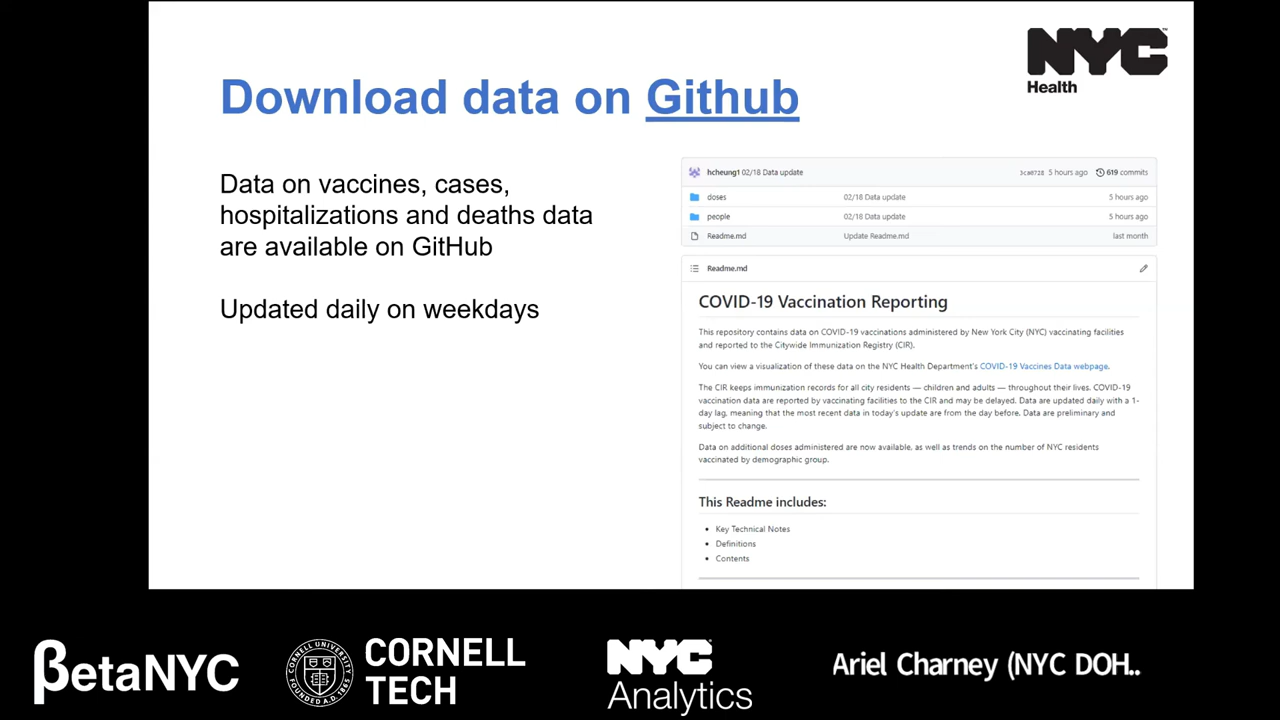 NYC
Health
Download data on Github
Data on vaccines, cases,
hospitalizations and deaths data
are available on GitHub
Updated daily on weekdays
hcheung1 02/18 Data update 3cae728 5 hours ago 619 commits
doses 02/18 Data update 5 hours ago
people 02/18 Data update 5 hours ago
Readme.md Update Readme.md last month
Readme.md
COVID-19 Vaccination Reporting
This repository contains data on COVID-19 vaccinations administered by New York City (NYC) vaccinating facilities
and reported to the Citywide Immunization Registry (CIR).
You can view a visualization of these data on the NYC Health Department's COVID-19 Vaccines Data webpage.
The CIR keeps immunization records for all city residents — children and adults — throughout their lives. COVID-19
vaccination data are reported by vaccinating facilities to the CIR and may be delayed. Data are updated daily with a 1-
day lag, meaning that the most recent data in today's update are from the day before. Data are preliminary and
subject to change.
Data on additional doses administered are now available, as well as trends on the number of NYC residents
vaccinated by demographic group.
This Readme includes:
• Key Technical Notes
• Definitions
• Contents
βetaNYC
CORNELL
TECH
NYC
Analytics
Ariel Charney (NYC DOH..